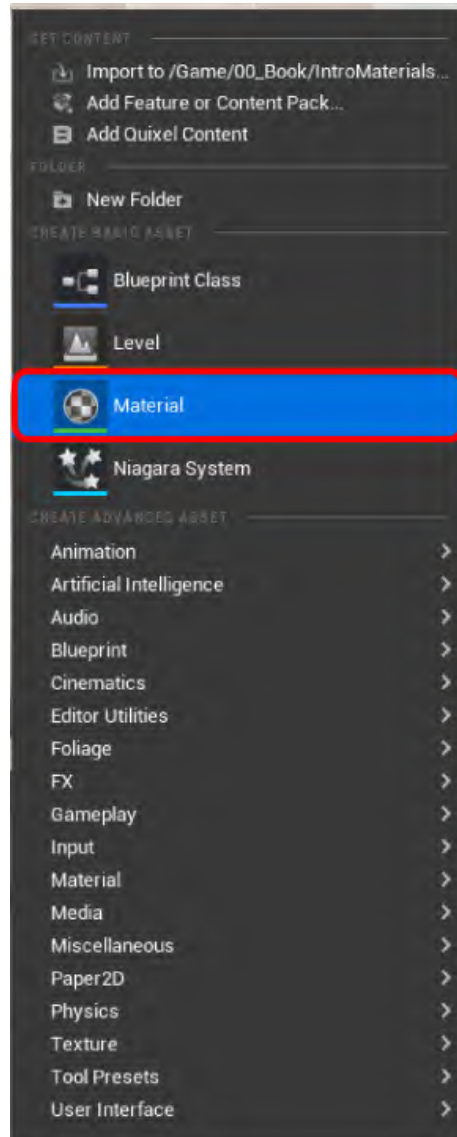 GET CONTENT
Import to /Game/00_Book/IntroMaterials...
Add Feature or Content Pack...
Add Quixel Content
FOLDER
New Folder
CREATE BASIC ASSET
Blueprint Class
Level
Material
Niagara System
CREATE ADVANCED ASSET
Animation
Artificial Intelligence
Audio
Blueprint
Cinematics
Editor Utilities
Foliage
FX
Gameplay
Input
Material
Media
Miscellaneous
Paper2D
Physics
Texture
Tool Presets
User Interface